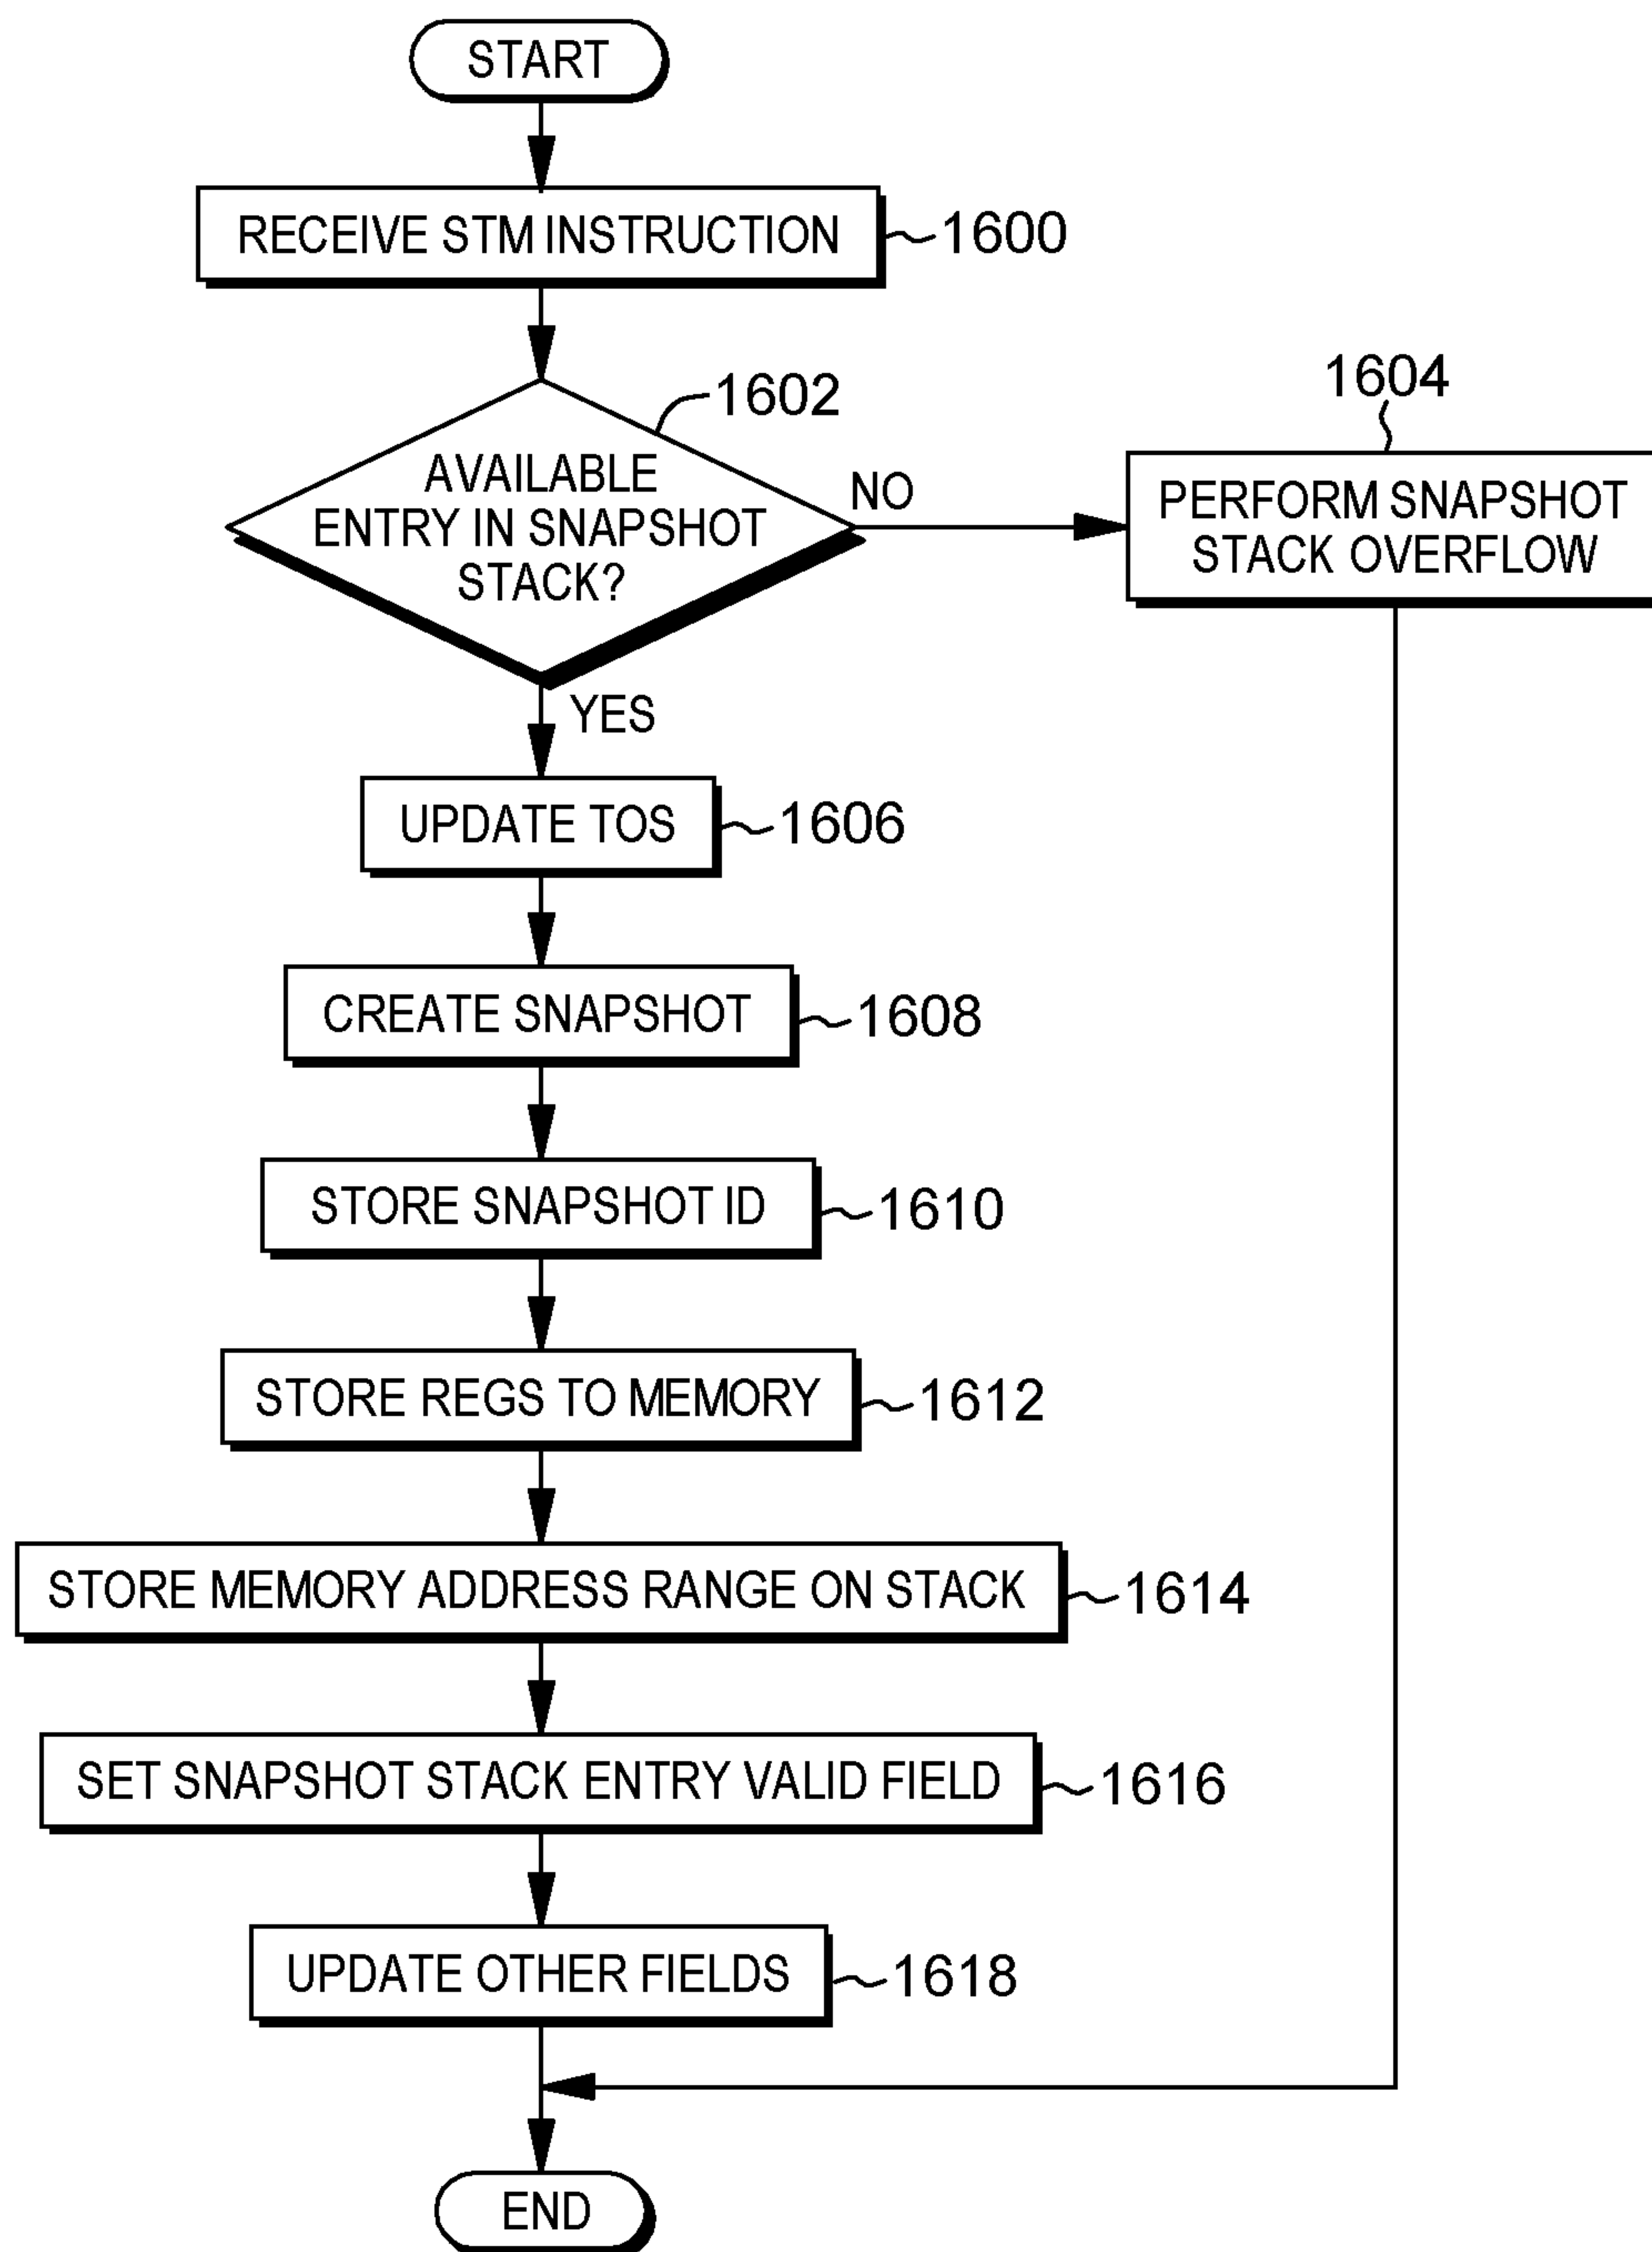 START
RECEIVE STM INSTRUCTION
1600
1602
AVAILABLE
ENTRY IN SNAPSHOT
STACK?
NO
1604
PERFORM SNAPSHOT
STACK OVERFLOW
YES
UPDATE TOS
1606
CREATE SNAPSHOT
1608
STORE SNAPSHOT ID
1610
STORE REGS TO MEMORY
1612
STORE MEMORY ADDRESS RANGE ON STACK
1614
SET SNAPSHOT STACK ENTRY VALID FIELD
1616
UPDATE OTHER FIELDS
1618
END